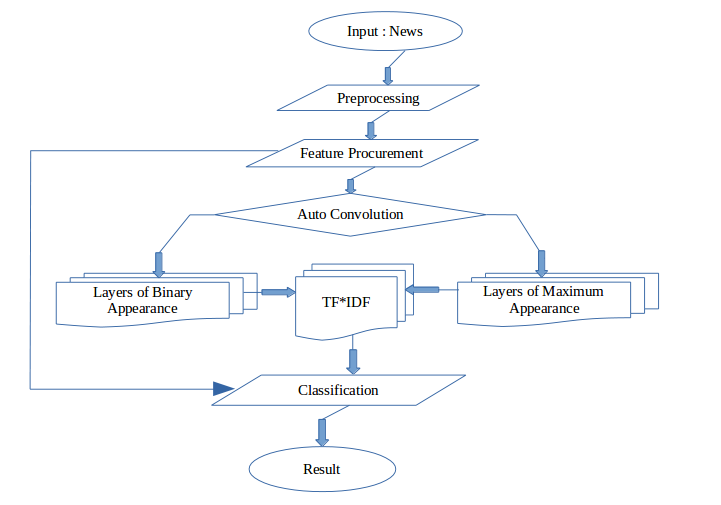 Input : News
Preprocessing
Feature Procurement
Auto Convolution
Layers of Binary
Appearance
TF*IDF
Layers of Maximum
Appearance
Classification
Result